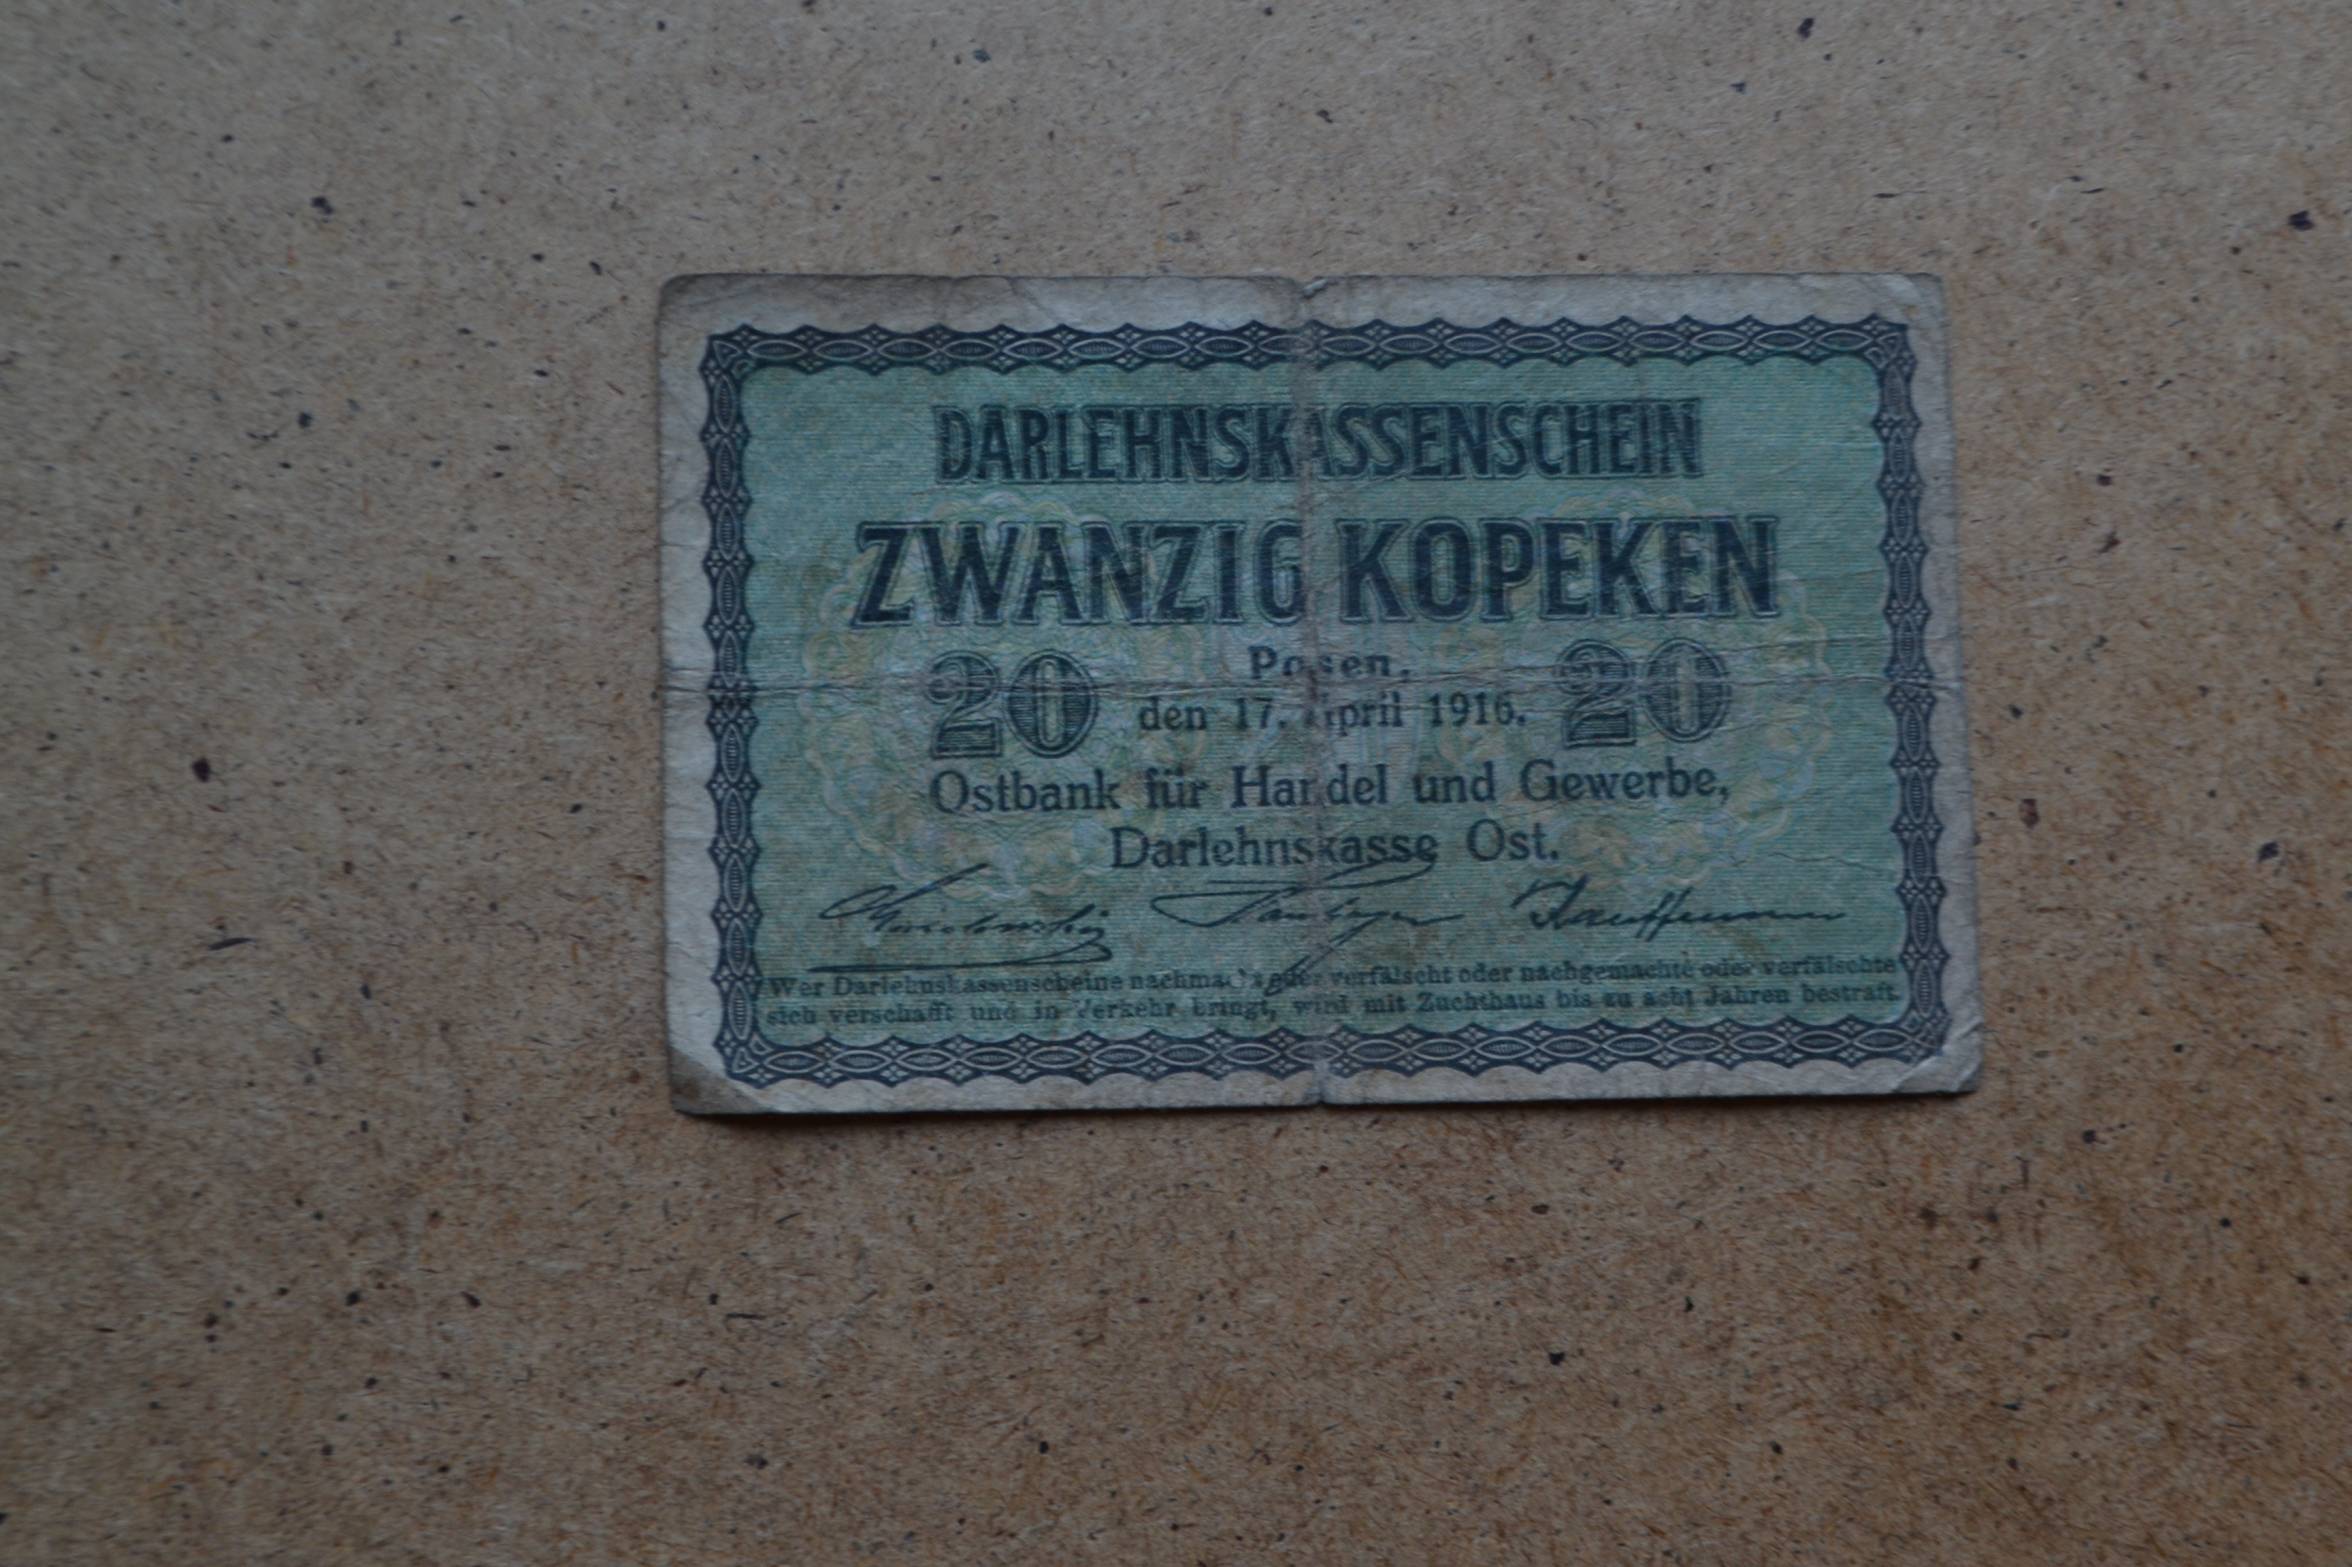 DARLEHNSKASSENSCHEIN
ZWANZIG KOPEKEN
20 Posen, 20
den 17. April 1916.
Ostbank für Handel und Gewerbe,
Darlehnskasse Ost.
Kauffmann
Wer Darlehnskassenscheine nachmacht oder verfälscht oder nachgemachte oder verfälschte
sich verschafft und in Verkehr bringt, wird mit Zuchthaus bis zu acht Jahren bestraft.